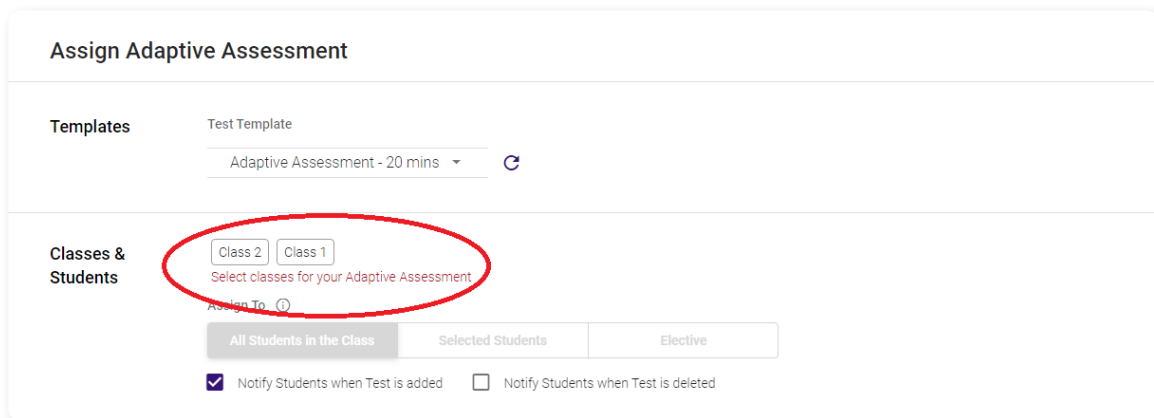 Assign Adaptive Assessment
Templates
Test Template
Adaptive Assessment - 20 mins
Classes &
Students
Class 2 Class 1
Select classes for your Adaptive Assessment
Assign To
All Students in the Class Selected Students Elective
Notify Students when Test is added Notify Students when Test is deleted